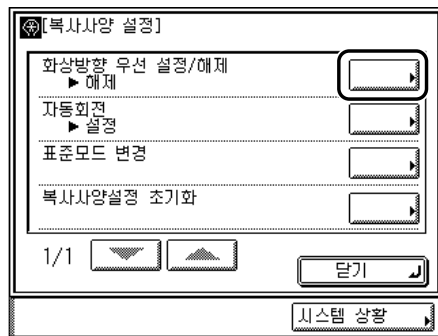 [복사사양 설정]
화상방향 우선 설정/해제
▶ 해제
자동회전
▶ 설정
표준모드 변경
복사사양설정 초기화
1/1
닫기
시스템 상황